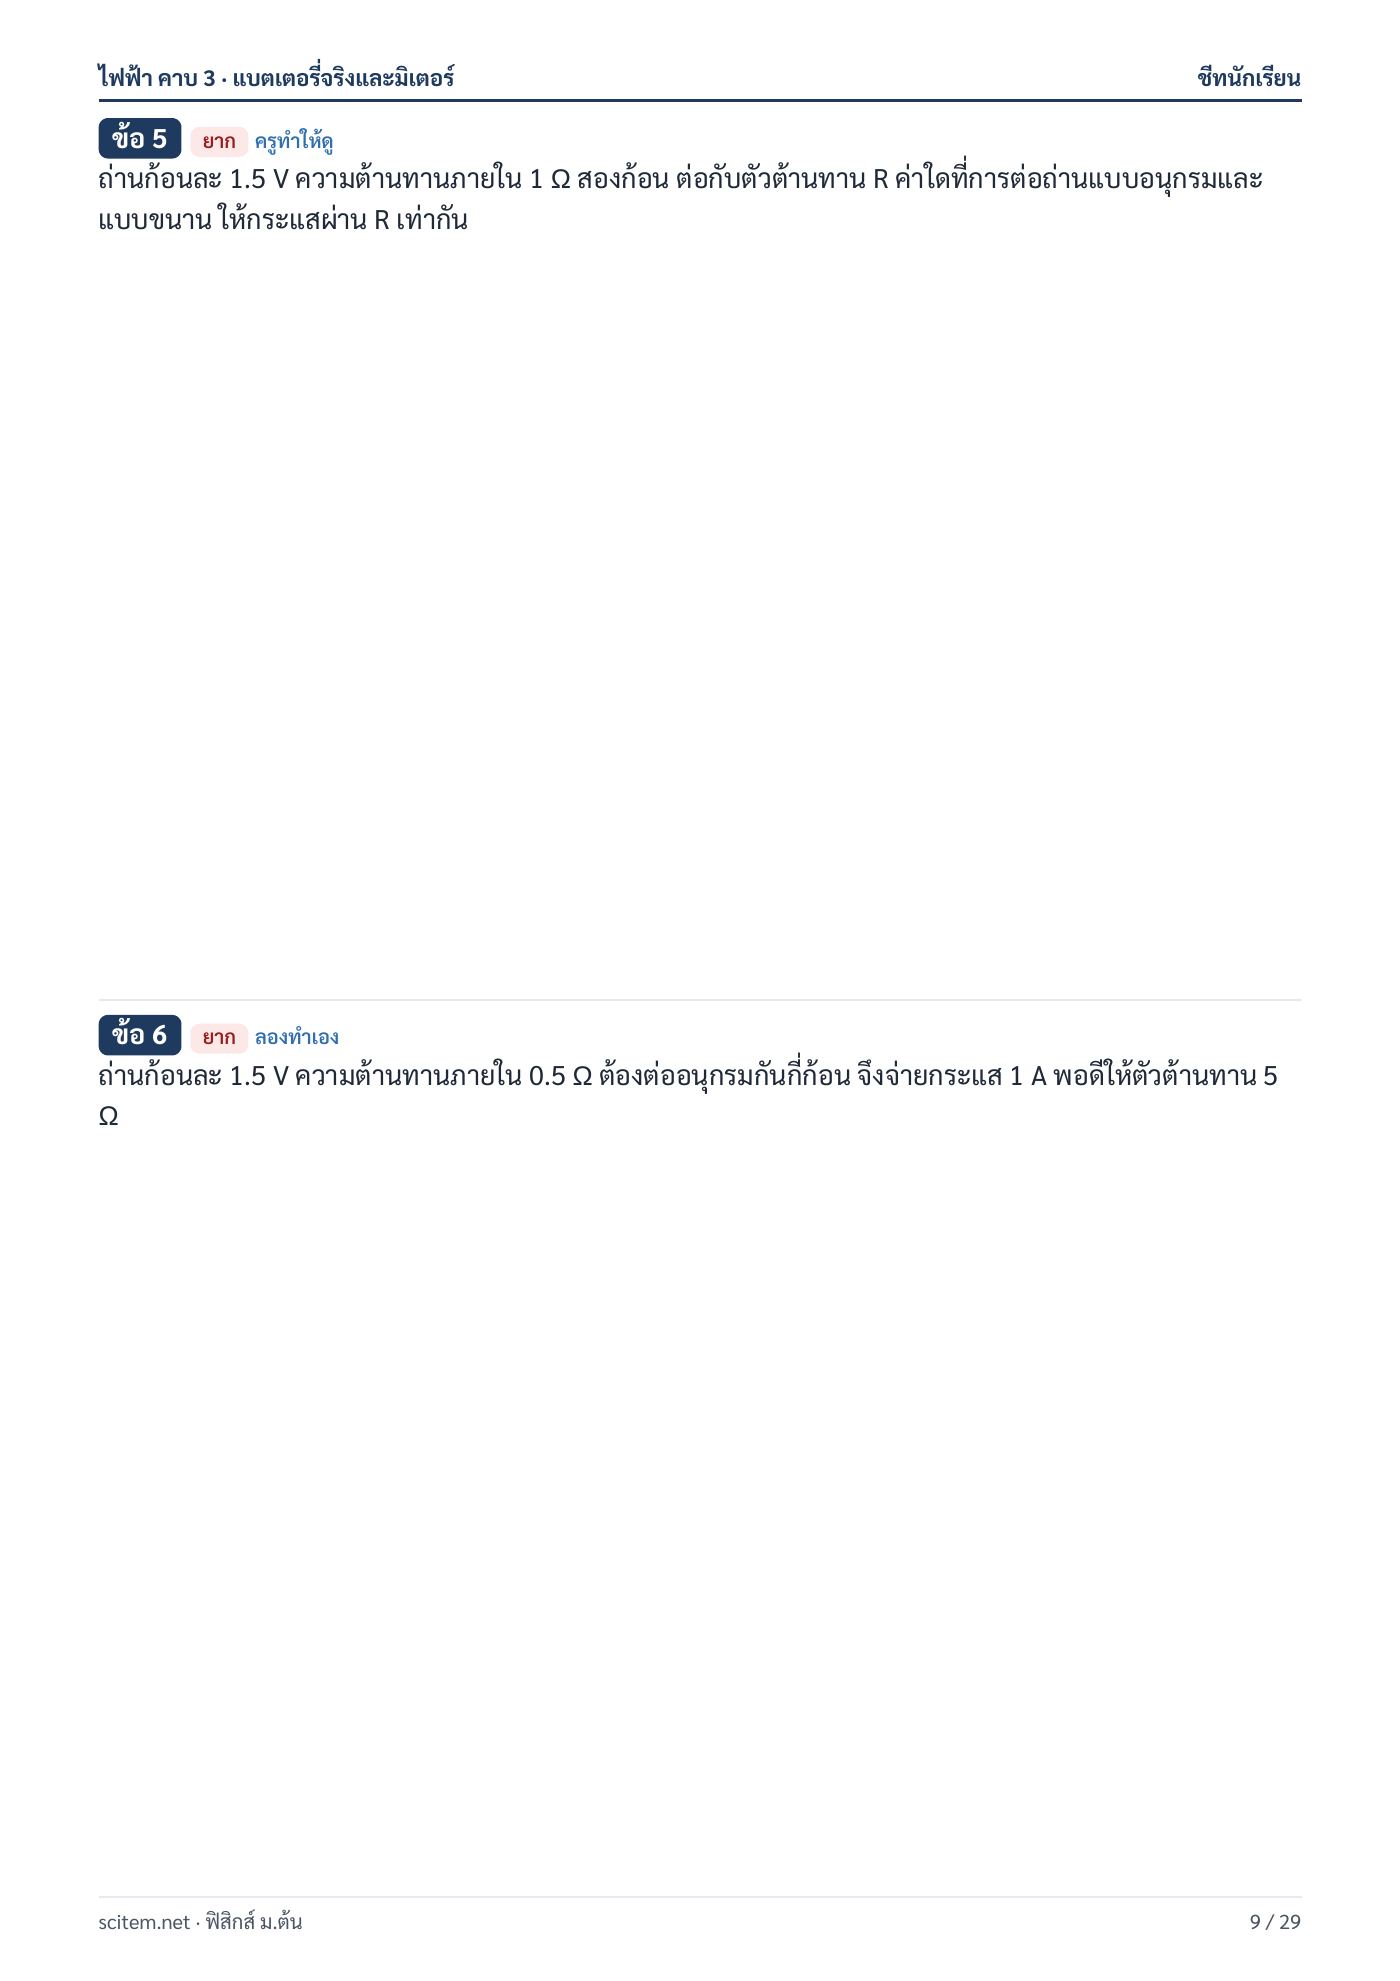 ไฟฟ้า คาบ 3 · แบตเตอรี่จริงและมิเตอร์ ชีทนักเรียน
ข้อ 5 ยาก ครูทำให้ดู
ถ่านก้อนละ 1.5 V ความต้านทานภายใน 1 Ω สองก้อน ต่อกับตัวต้านทาน R ค่าใดที่การต่อถ่านแบบอนุกรมและ
แบบขนาน ให้กระแสผ่าน R เท่ากัน
ข้อ 6 ยาก ลองทำเอง
ถ่านก้อนละ 1.5 V ความต้านทานภายใน 0.5 Ω ต้องต่ออนุกรมกันกี่ก้อน จึงจ่ายกระแส 1 A พอดีให้ตัวต้านทาน 5
Ω
scitem.net · ฟิสิกส์ ม.ต้น 9 / 29